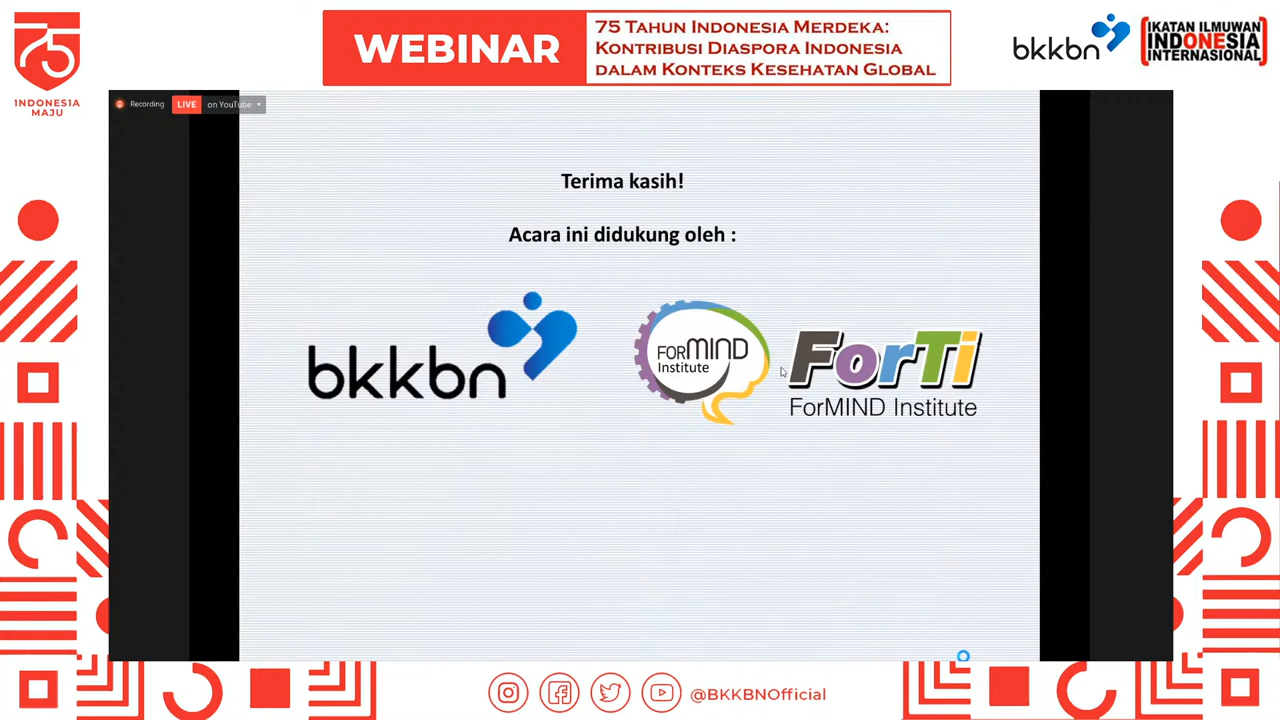 75
INDONESIA
MAJU
WEBINAR
75 TAHUN INDONESIA MERDEKA:
KONTRIBUSI DIASPORA INDONESIA
DALAM KONTEKS KESEHATAN GLOBAL
bkkbn
IKATAN ILMUWAN
INDONESIA
INTERNASIONAL
Recording
LIVE on YouTube
Terima kasih!
Acara ini didukung oleh :
bkkbn
FORMIND
Institute
ForTi
ForMIND Institute
@BKKBNOfficial